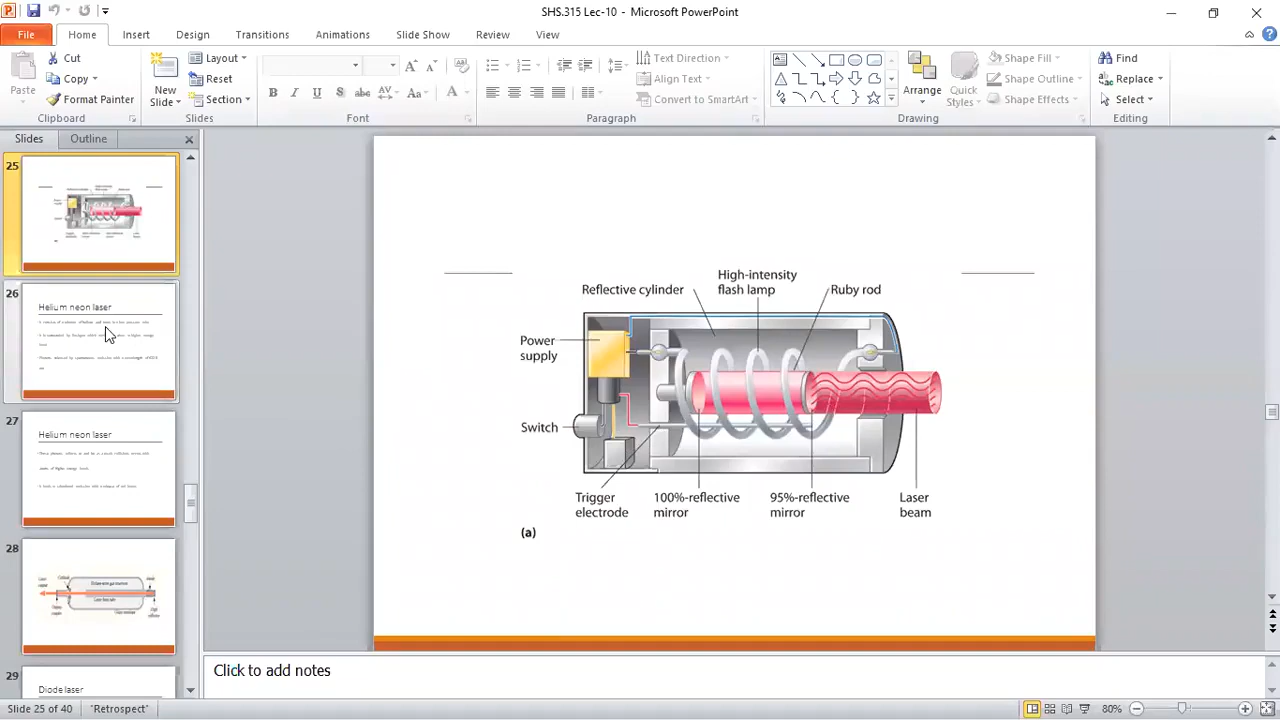 SHS.315 Lec-10 - Microsoft PowerPoint
File Home Insert Design Transitions Animations Slide Show Review View
Paste
Cut
Copy
Format Painter
Clipboard
New
Slide
Layout
Reset
Section
Slides
B I U S abc AV Aa A
Font
Text Direction
Align Text
Convert to SmartArt
Paragraph
Arrange
Quick
Styles
Shape Fill
Shape Outline
Shape Effects
Drawing
Find
Replace
Select
Editing
Slides Outline
25
26
Helium neon laser
27
Helium neon laser
28
29
Diode laser
High-intensity
flash lamp
Reflective cylinder
Ruby rod
Power
supply
Switch
Trigger
electrode
100%-reflective
mirror
95%-reflective
mirror
Laser
beam
(a)
Click to add notes
Slide 25 of 40 "Retrospect" 80%